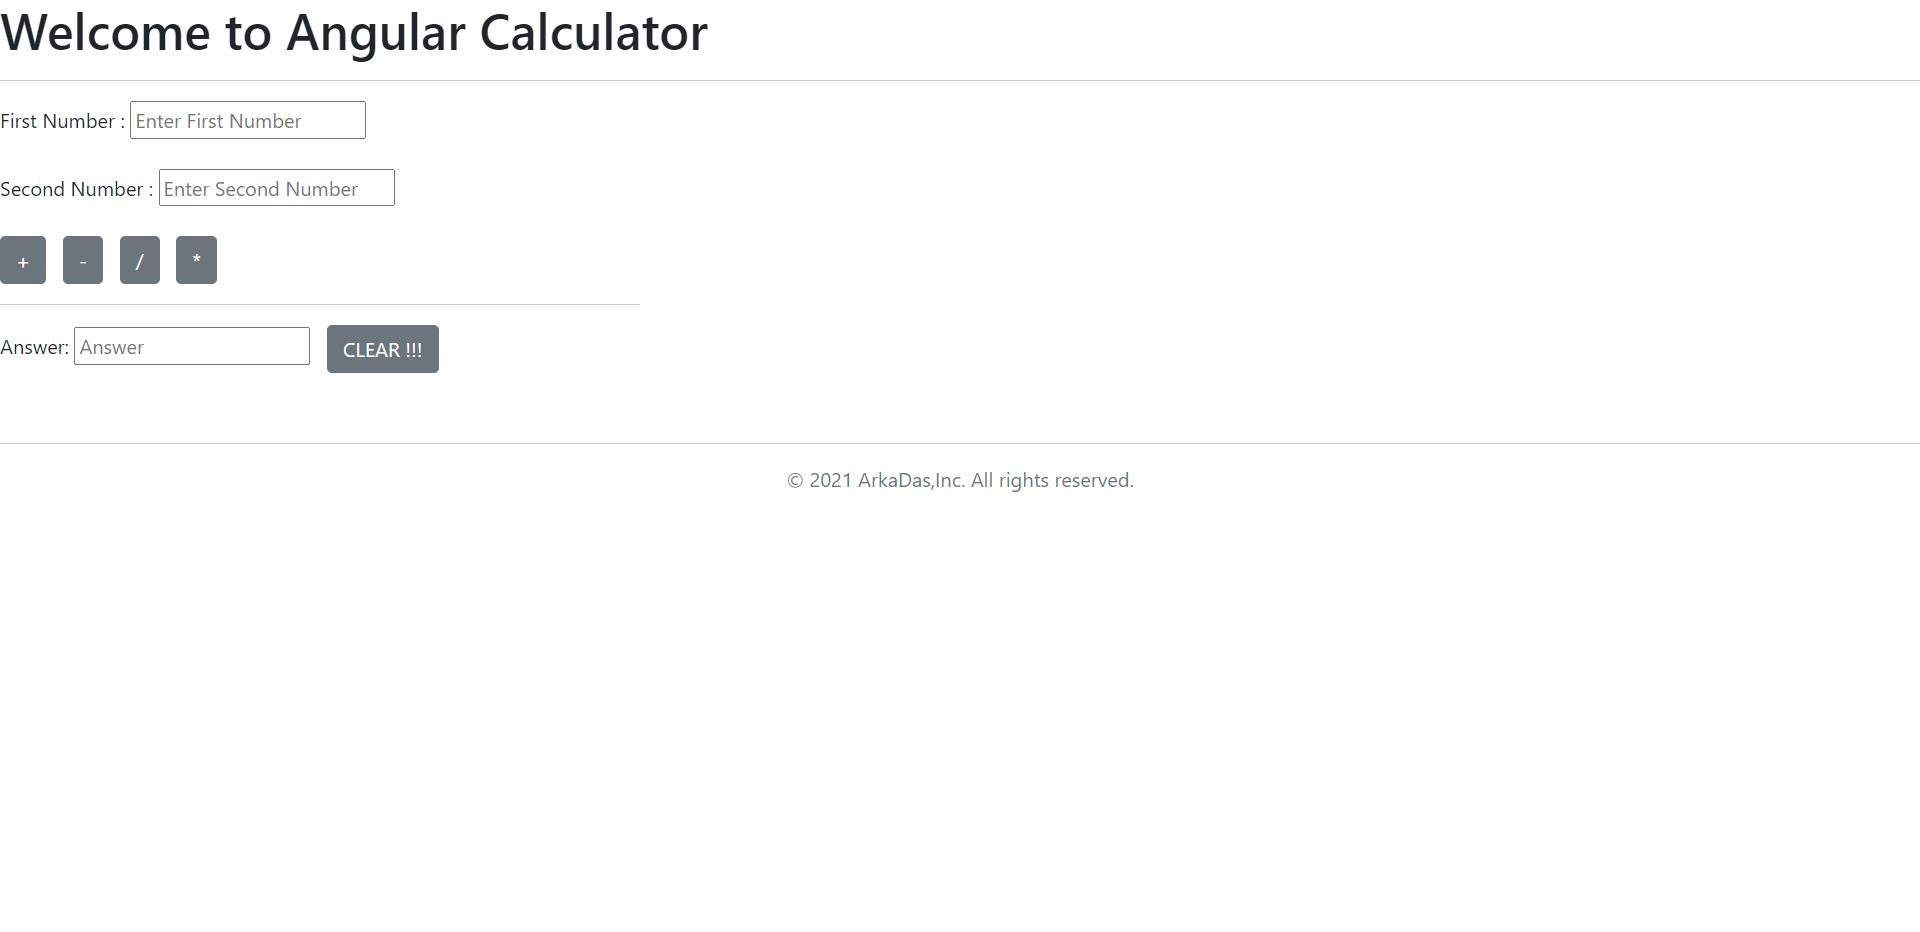 Welcome to Angular Calculator
First Number : Enter First Number
Second Number : Enter Second Number
+ - / *
Answer: Answer CLEAR !!!
© 2021 ArkaDas,Inc. All rights reserved.